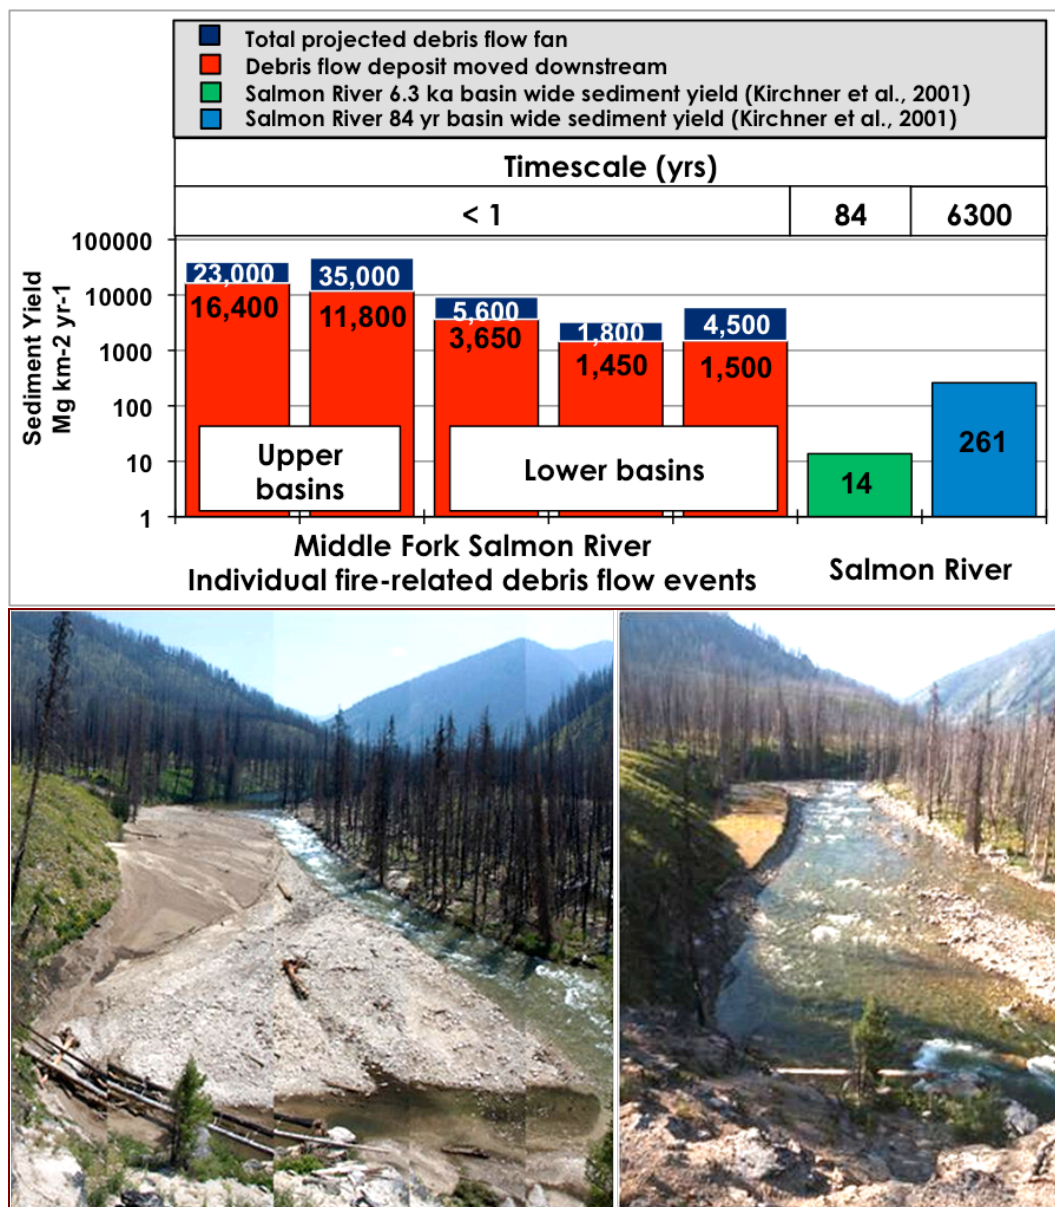 Total projected debris flow fan
Debris flow deposit moved downstream
Salmon River 6.3 ka basin wide sediment yield (Kirchner et al., 2001)
Salmon River 84 yr basin wide sediment yield (Kirchner et al., 2001)
Timescale (yrs)
< 1 84 6300
Sediment Yield
Mg km-2 yr-1
100000
10000
1000
100
10
1
23,000
16,400
35,000
11,800
5,600
3,650
1,800
1,450
4,500
1,500
14
261
Upper
basins
Lower basins
Middle Fork Salmon River
Individual fire-related debris flow events
Salmon River